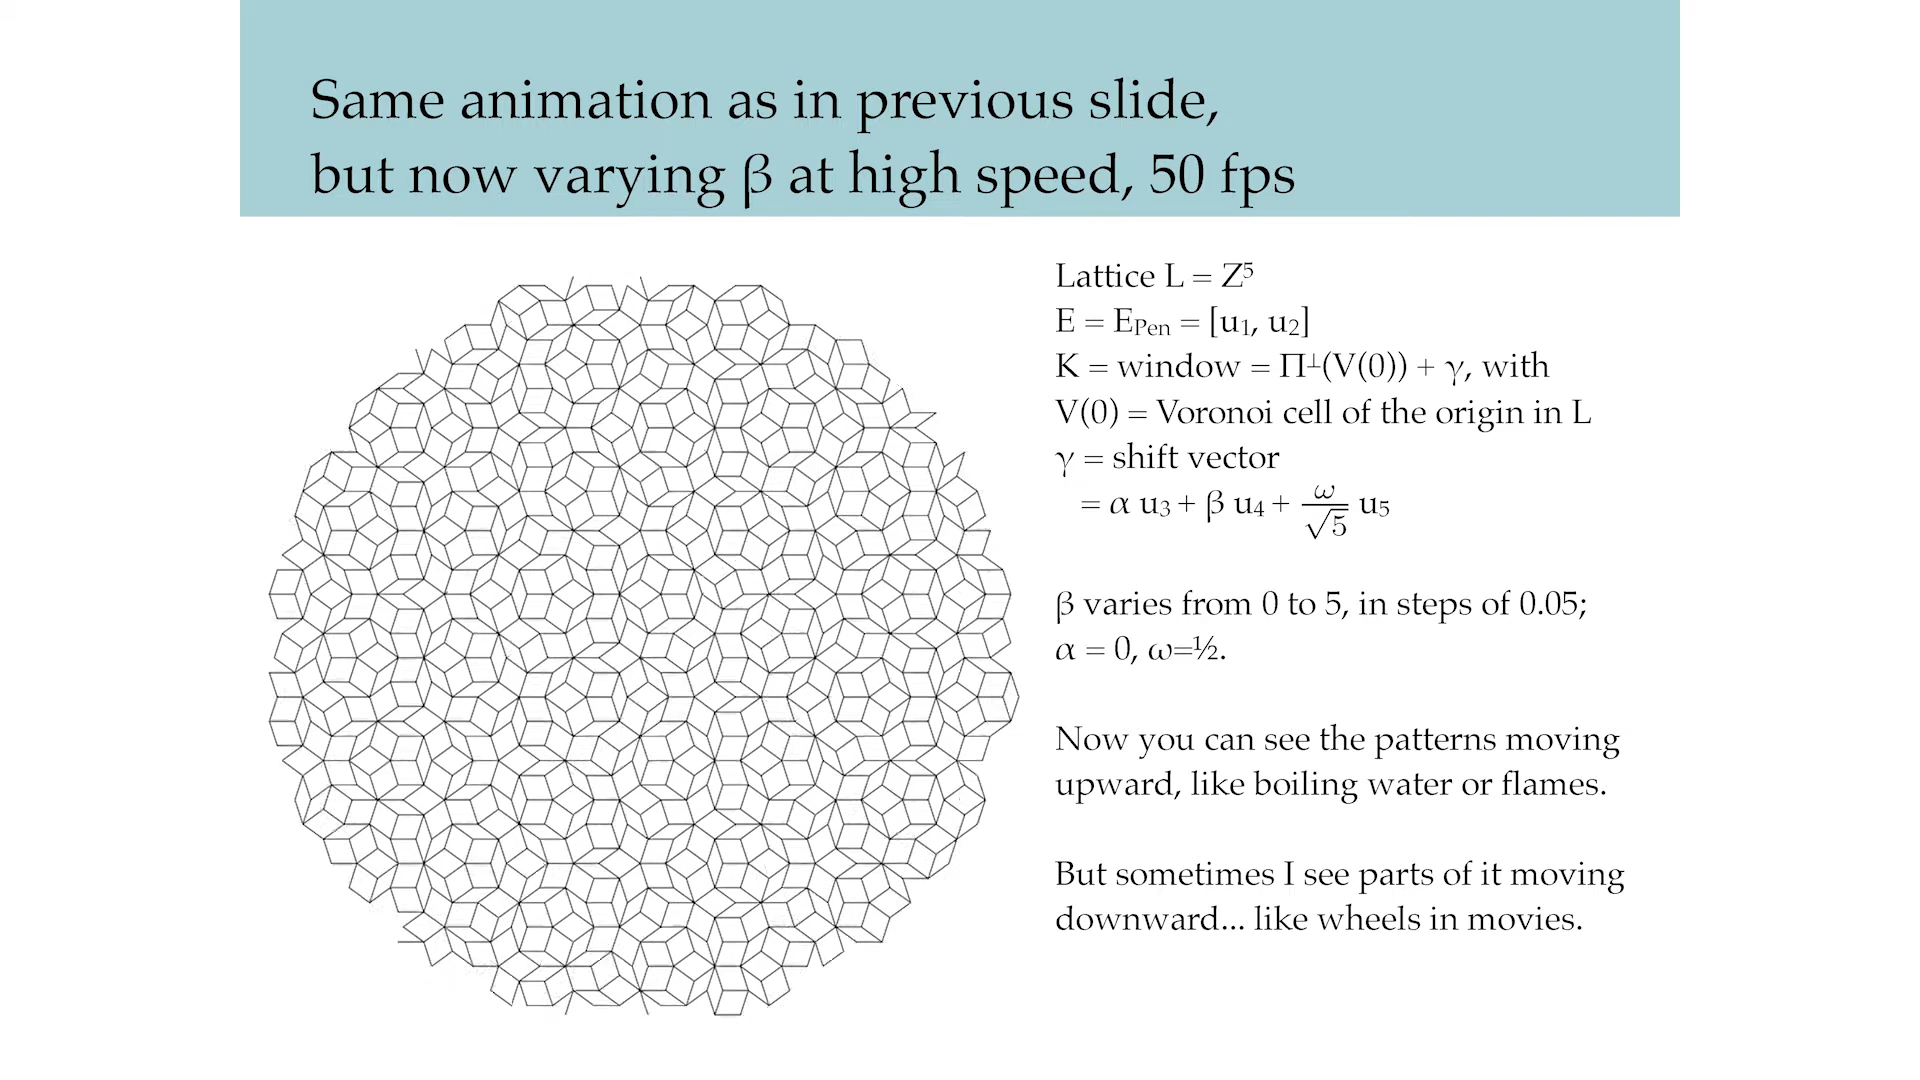 Same animation as in previous slide,
but now varying β at high speed, 50 fps
Lattice L = Z⁵
E = E_Pen = [u₁, u₂]
K = window = Π⊥(V(0)) + γ, with
V(0) = Voronoi cell of the origin in L
γ = shift vector
= α u₃ + β u₄ + ω/√5 u₅
β varies from 0 to 5, in steps of 0.05;
α = 0, ω=½.
Now you can see the patterns moving
upward, like boiling water or flames.
But sometimes I see parts of it moving
downward... like wheels in movies.